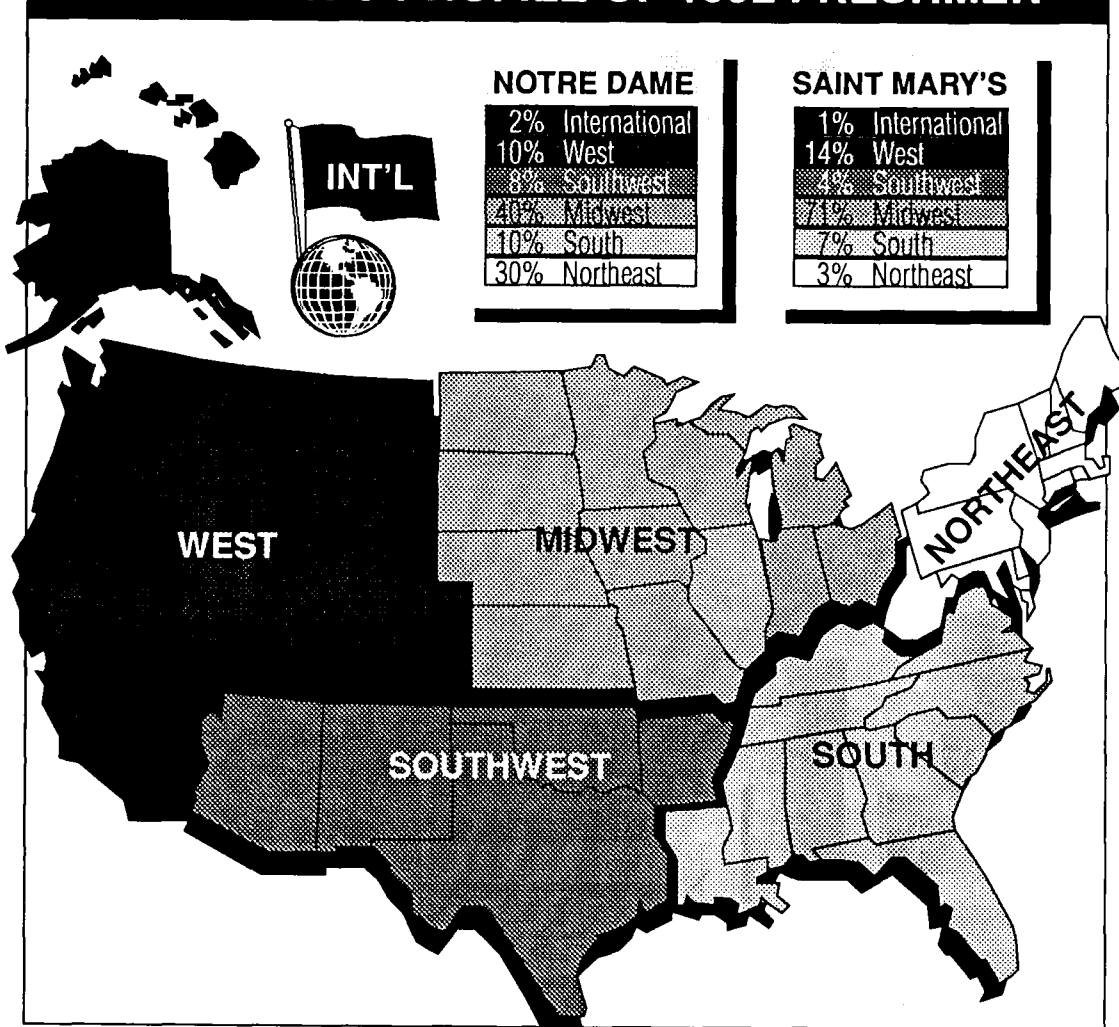 NOTRE DAME
2% International
10% West
8% Southwest
40% Midwest
10% South
30% Northeast
SAINT MARY'S
1% International
14% West
4% Southwest
71% Midwest
7% South
3% Northeast
INT'L
WEST
MIDWEST
NORTHEAST
SOUTHWEST
SOUTH